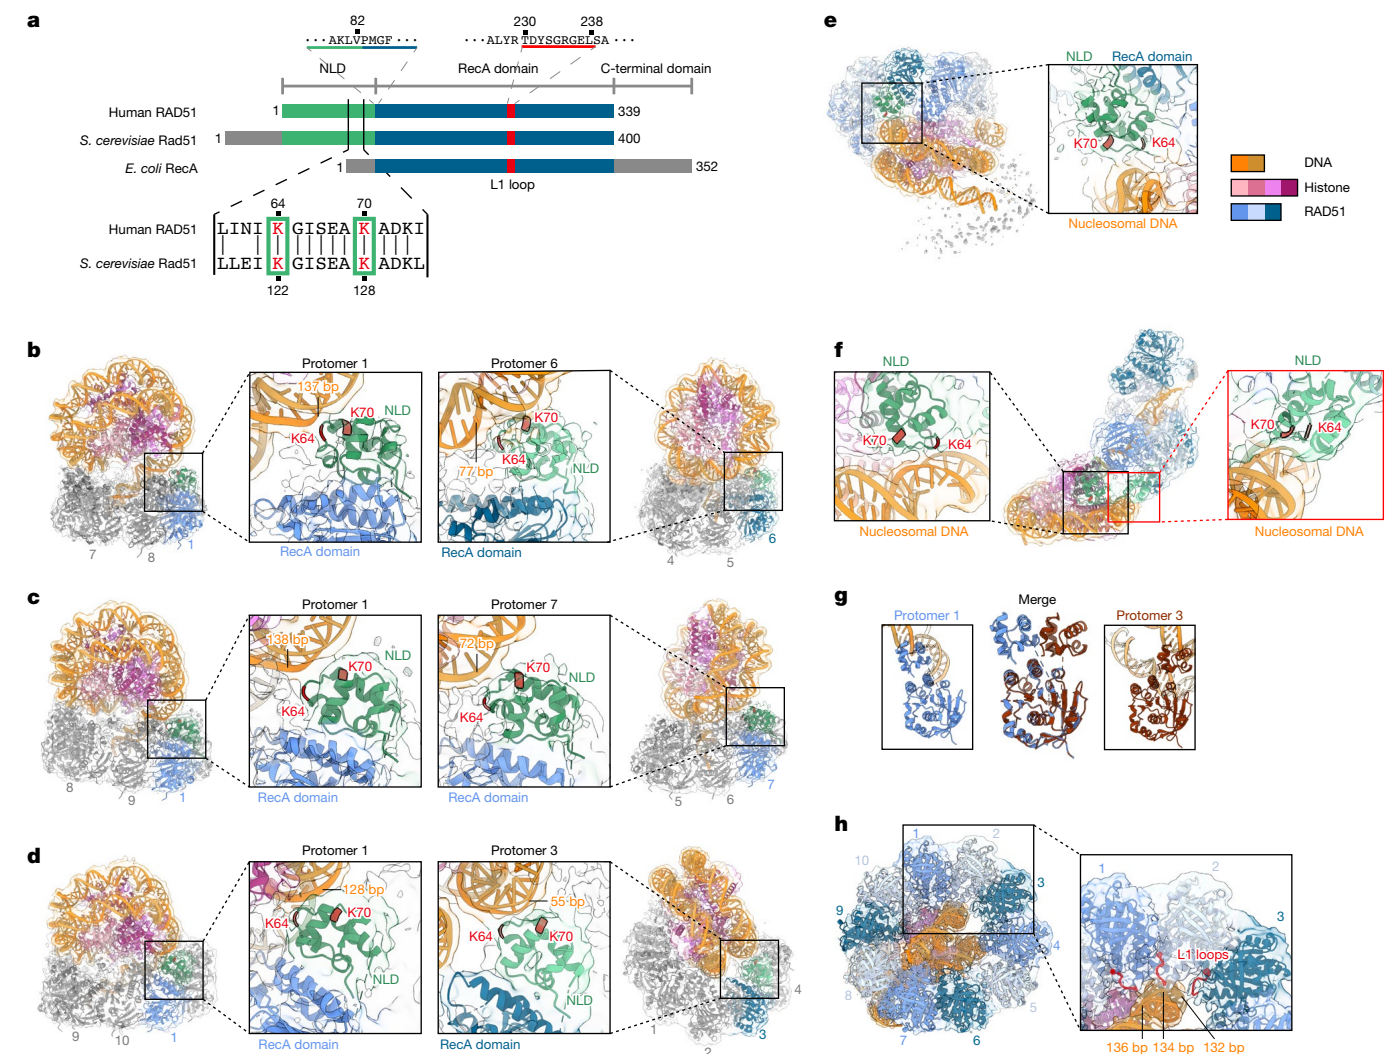 a
82
··· AKLVPMGF ···
230 238
··· ALYRTDYSGRGELSA ···
NLD RecA domain C-terminal domain
Human RAD51 1 339
S. cerevisiae Rad51 1 400
E. coli RecA 1 352
L1 loop
64 70
Human RAD51 LINIKGISEAKADKI
S. cerevisiae Rad51 LLEIKGISEAKADKL
122 128
e
NLD RecA domain
K70 K64
Nucleosomal DNA
DNA
Histone
RAD51
b
Protomer 1 Protomer 6
137 bp
K70 NLD
K64
RecA domain
K70
K64
77 bp
NLD
RecA domain
7 8 1
4 5 6
f
NLD
K70 K64
Nucleosomal DNA
NLD
K70 K64
Nucleosomal DNA
c
Protomer 1 Protomer 7
138 bp
NLD
K70
K64
RecA domain
72 bp
K70
NLD
K64
RecA domain
8 9 1
5 6 7
g
Protomer 1 Merge Protomer 3
d
Protomer 1 Protomer 3
128 bp
K64 K70
NLD
RecA domain
55 bp
K64 K70
NLD
RecA domain
9 10 1
1 2 3 4
h
1 2 3 4 5 6 7 8 9 10
1 2 3
L1 loops
136 bp 134 bp 132 bp